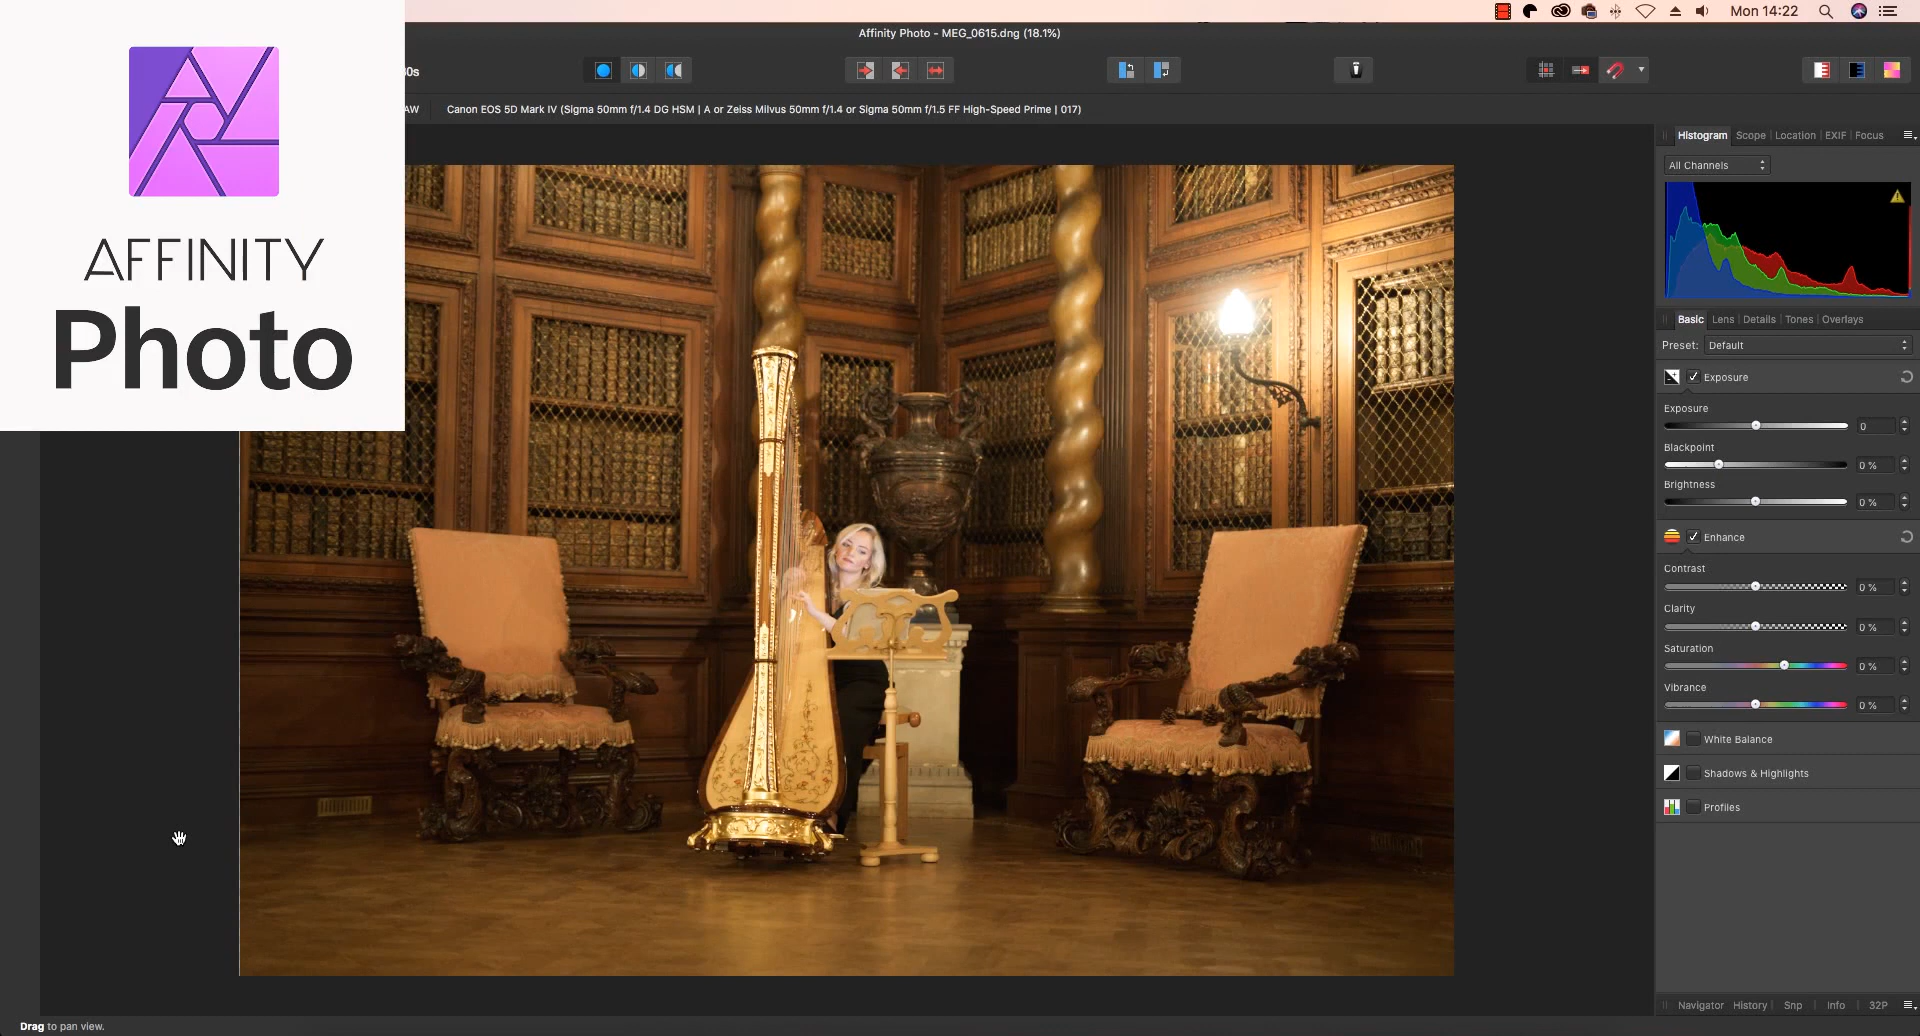 Mon 14:22
Affinity Photo - MEG_0615.dng (18.1%)
0s
AW
Canon EOS 5D Mark IV (Sigma 50mm f/1.4 DG HSM | A or Zeiss Milvus 50mm f/1.4 or Sigma 50mm f/1.5 FF High-Speed Prime | 017)
AFFINITY
Photo
Histogram Scope Location EXIF Focus
All Channels
Basic Lens Details Tones Overlays
Preset: Default
Exposure
Exposure
0
Blackpoint
0 %
Brightness
0 %
Enhance
Contrast
0 %
Clarity
0 %
Saturation
0 %
Vibrance
0 %
White Balance
Shadows & Highlights
Profiles
Navigator History Snp Info 32P
Drag to pan view.